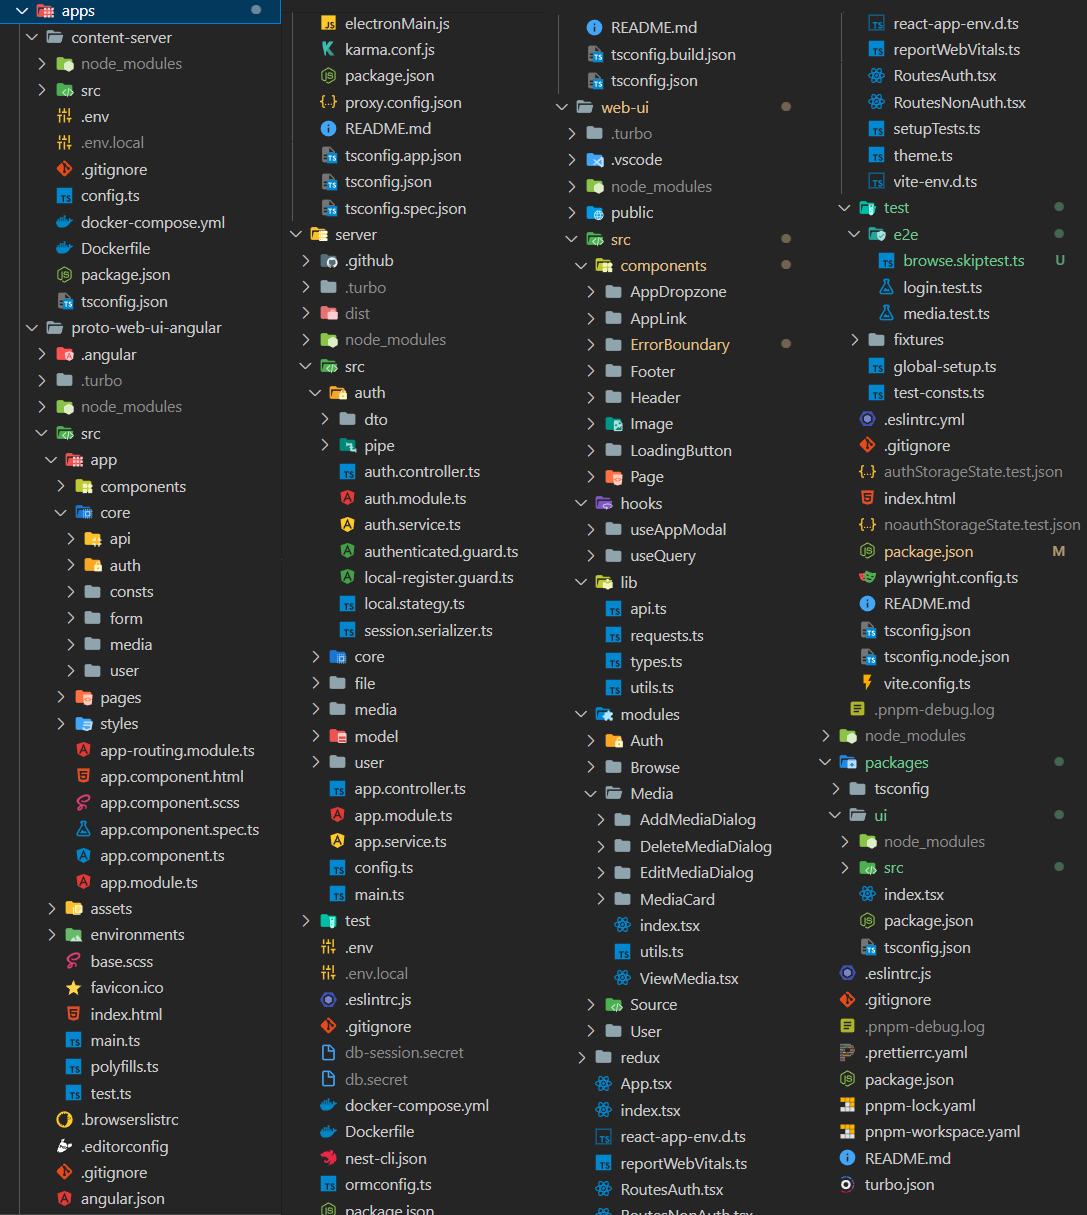 apps
content-server
node_modules
src
.env
.env.local
.gitignore
config.ts
docker-compose.yml
Dockerfile
package.json
tsconfig.json
proto-web-ui-angular
.angular
.turbo
node_modules
src
app
components
core
api
auth
consts
form
media
user
pages
styles
app-routing.module.ts
app.component.html
app.component.scss
app.component.spec.ts
app.component.ts
app.module.ts
assets
environments
base.scss
favicon.ico
index.html
main.ts
polyfills.ts
test.ts
.browserslistrc
.editorconfig
.gitignore
angular.json
electronMain.js
karma.conf.js
package.json
proxy.config.json
README.md
tsconfig.app.json
tsconfig.json
tsconfig.spec.json
server
.github
.turbo
dist
node_modules
src
auth
dto
pipe
auth.controller.ts
auth.module.ts
auth.service.ts
authenticated.guard.ts
local-register.guard.ts
local.stategy.ts
session.serializer.ts
core
file
media
model
user
app.controller.ts
app.module.ts
app.service.ts
config.ts
main.ts
test
.env
.env.local
.eslintrc.js
.gitignore
db-session.secret
db.secret
docker-compose.yml
Dockerfile
nest-cli.json
ormconfig.ts
package.json
README.md
tsconfig.build.json
tsconfig.json
web-ui
.turbo
.vscode
node_modules
public
src
components
AppDropzone
AppLink
ErrorBoundary
Footer
Header
Image
LoadingButton
Page
hooks
useAppModal
useQuery
lib
api.ts
requests.ts
types.ts
utils.ts
modules
Auth
Browse
Media
AddMediaDialog
DeleteMediaDialog
EditMediaDialog
MediaCard
index.tsx
utils.ts
ViewMedia.tsx
Source
User
redux
App.tsx
index.tsx
react-app-env.d.ts
reportWebVitals.ts
RoutesAuth.tsx
RoutesNonAuth.tsx
react-app-env.d.ts
reportWebVitals.ts
RoutesAuth.tsx
RoutesNonAuth.tsx
setupTests.ts
theme.ts
vite-env.d.ts
test
e2e
browse.skiptest.ts U
login.test.ts
media.test.ts
fixtures
global-setup.ts
test-consts.ts
.eslintrc.yml
.gitignore
authStorageState.test.json
index.html
noauthStorageState.test.json
package.json M
playwright.config.ts
README.md
tsconfig.json
tsconfig.node.json
vite.config.ts
.pnpm-debug.log
node_modules
packages
tsconfig
ui
node_modules
src
index.tsx
package.json
tsconfig.json
.eslintrc.js
.gitignore
.pnpm-debug.log
.prettierrc.yaml
package.json
pnpm-lock.yaml
pnpm-workspace.yaml
README.md
turbo.json